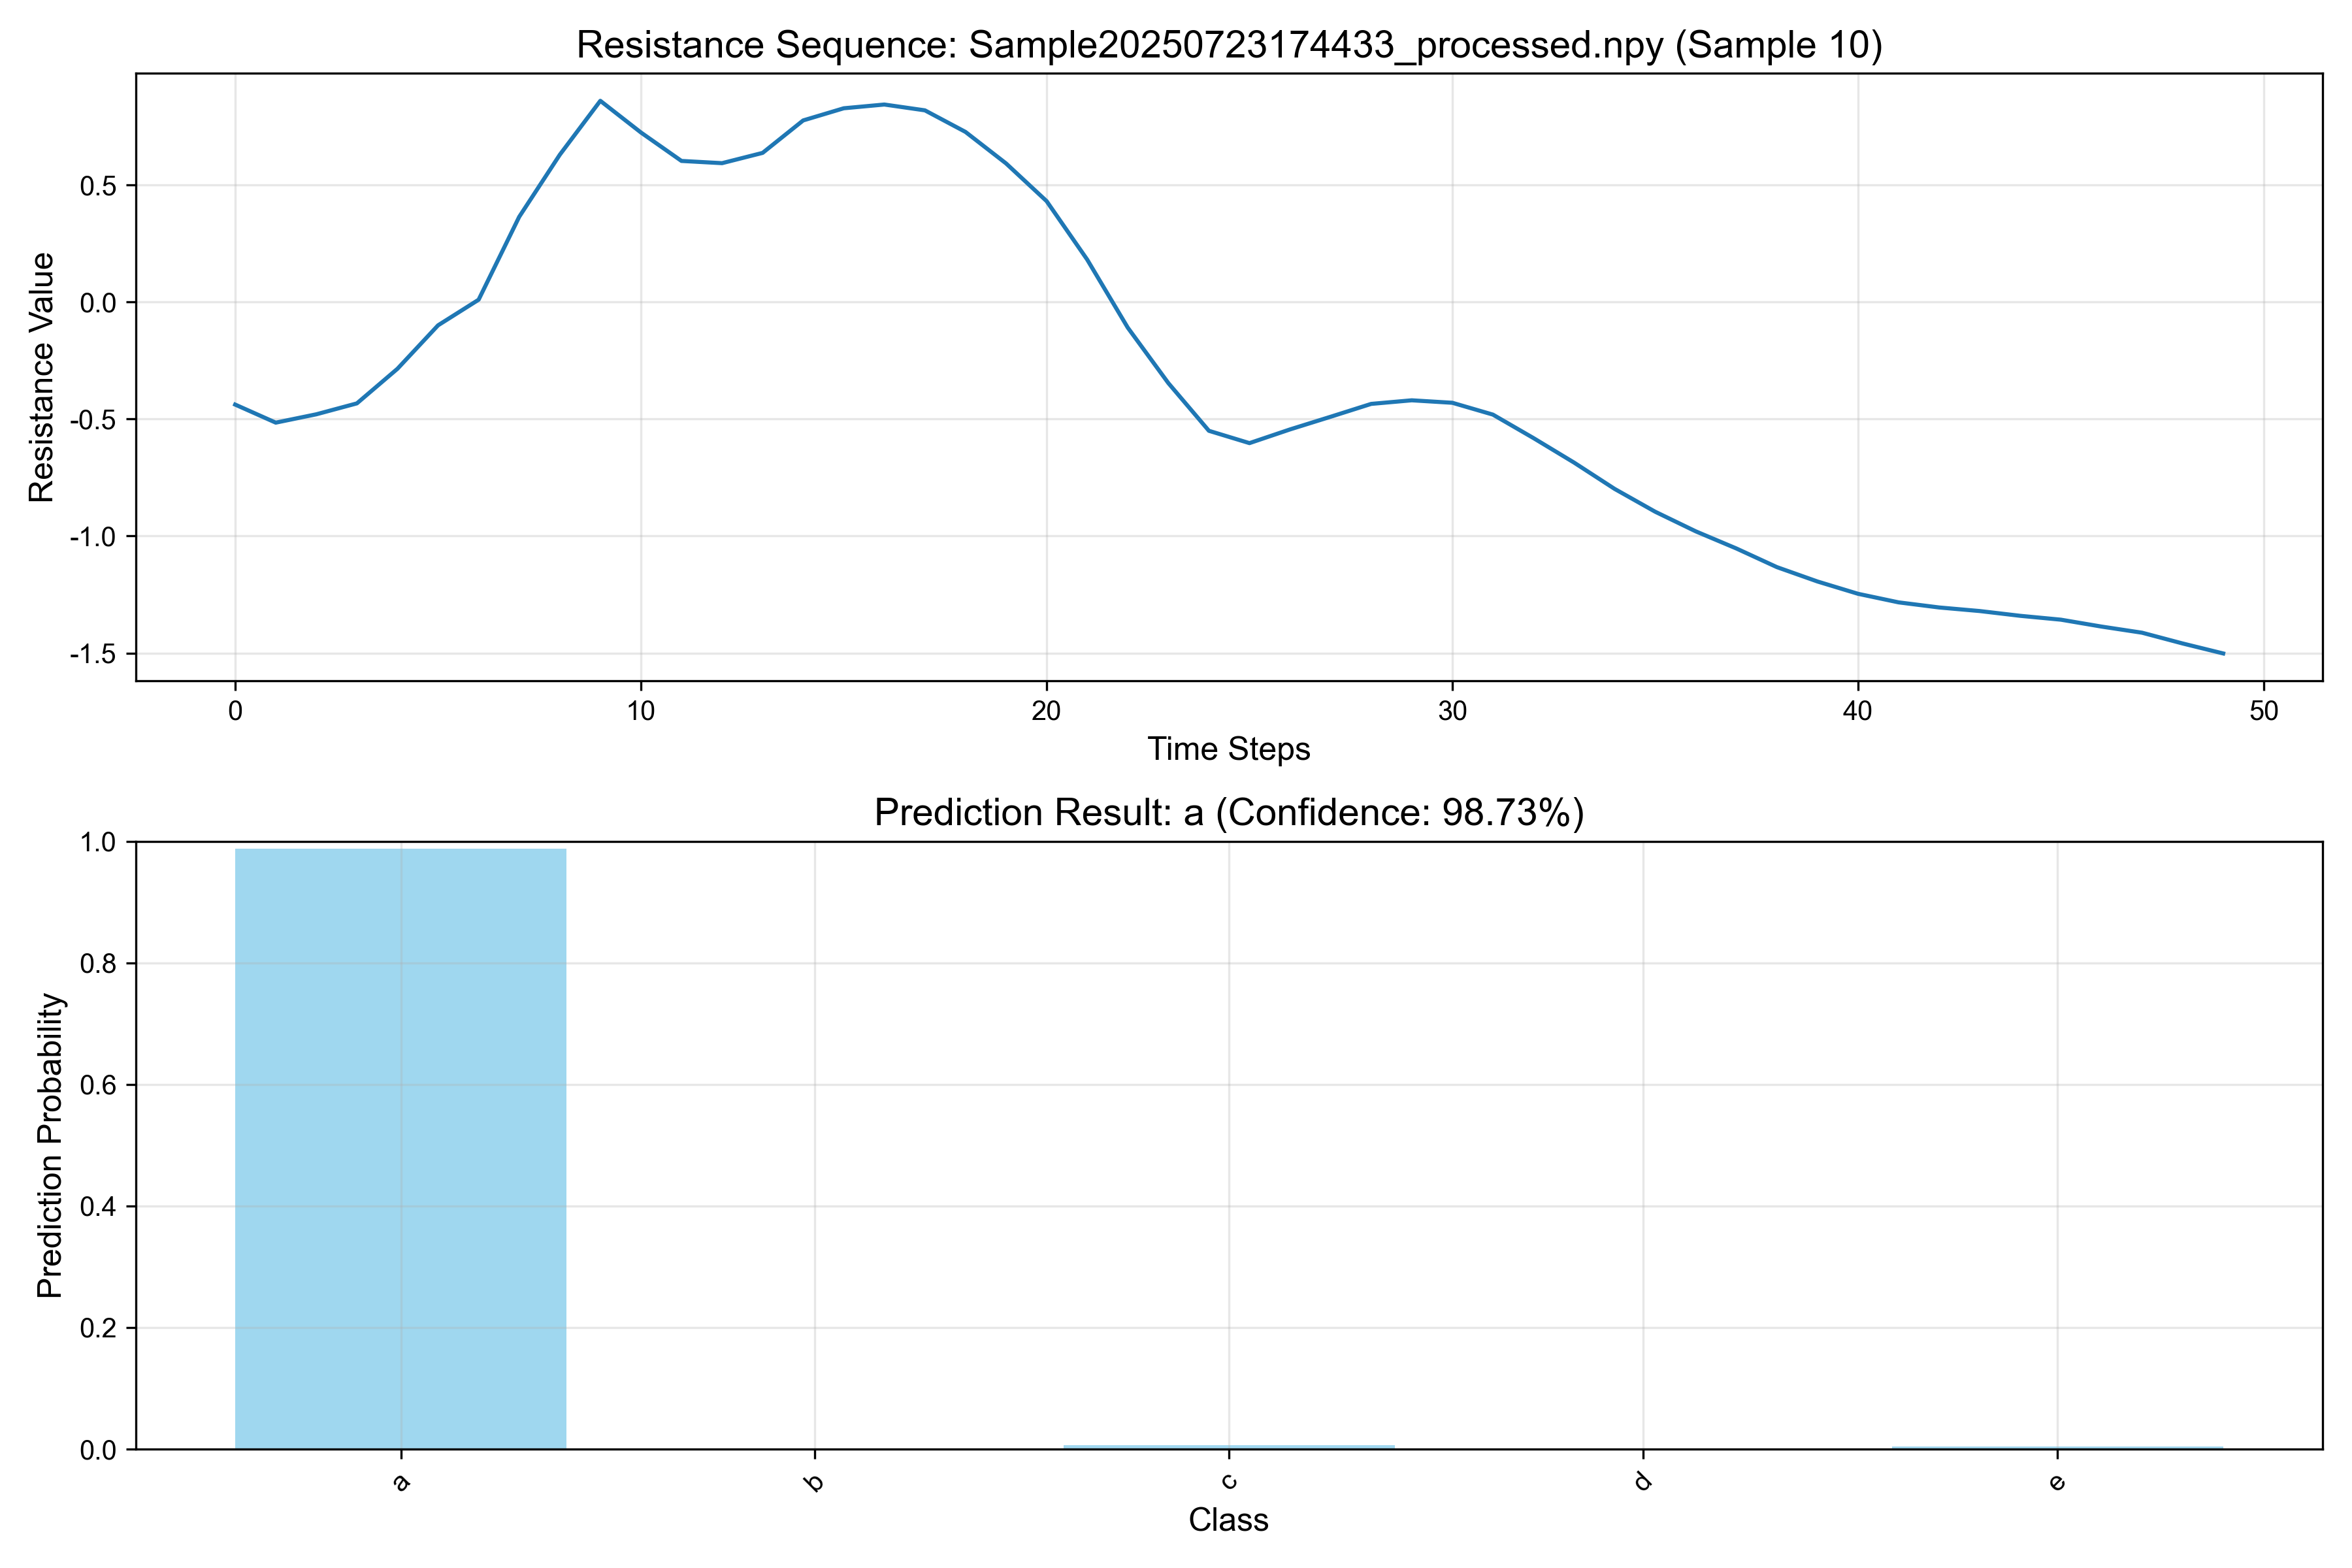 Resistance Sequence: Sample20250723174433_processed.npy (Sample 10)
Resistance Value
0.5
0.0
-0.5
-1.0
-1.5
0 10 20 30 40 50
Time Steps
Prediction Result: a (Confidence: 98.73%)
Prediction Probability
1.0
0.8
0.6
0.4
0.2
0.0
a b c d e
Class